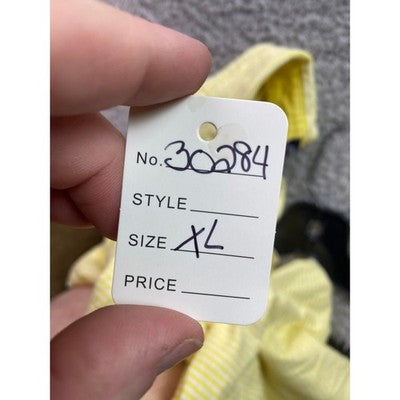 No. 30284
STYLE
SIZE XL
PRICE